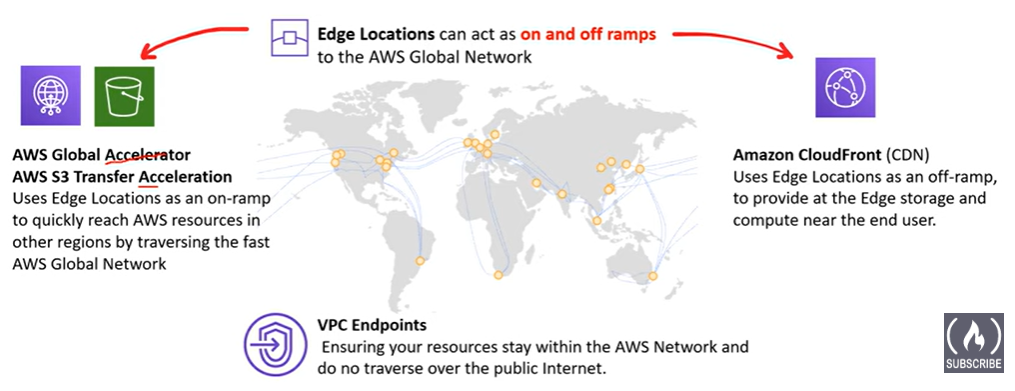 Edge Locations can act as on and off ramps
to the AWS Global Network
AWS Global Accelerator
AWS S3 Transfer Acceleration
Uses Edge Locations as an on-ramp
to quickly reach AWS resources in
other regions by traversing the fast
AWS Global Network
Amazon CloudFront (CDN)
Uses Edge Locations as an off-ramp,
to provide at the Edge storage and
compute near the end user.
VPC Endpoints
Ensuring your resources stay within the AWS Network and
do no traverse over the public Internet.
SUBSCRIBE